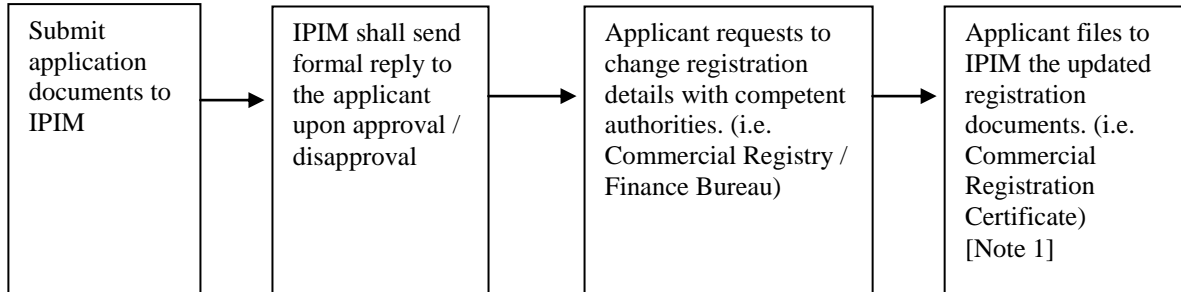 Submit
application
documents to
IPIM
IPIM shall send
formal reply to
the applicant
upon approval /
disapproval
Applicant requests to
change registration
details with competent
authorities. (i.e.
Commercial Registry /
Finance Bureau)
Applicant files to
IPIM the updated
registration
documents. (i.e.
Commercial
Registration
Certificate)
[Note 1]